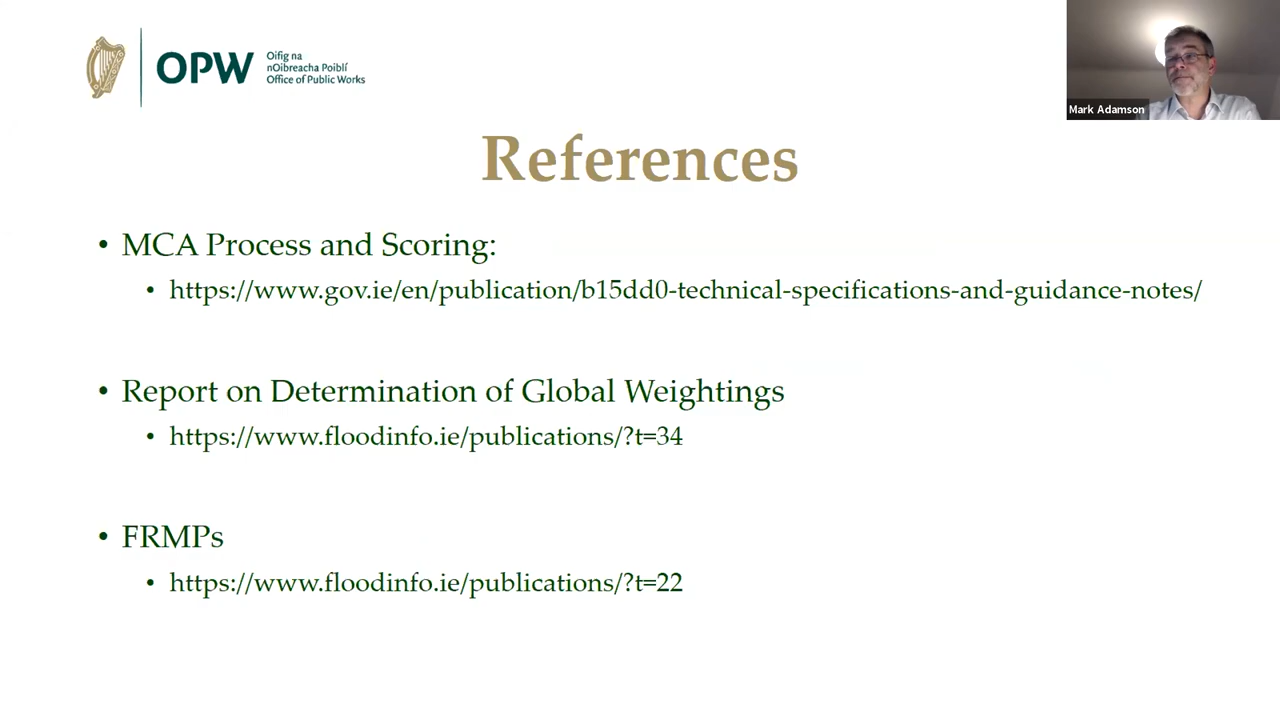 OPW
Oifig na
nOibreacha Poiblí
Office of Public Works
Mark Adamson
References
• MCA Process and Scoring:
• https://www.gov.ie/en/publication/b15dd0-technical-specifications-and-guidance-notes/
• Report on Determination of Global Weightings
• https://www.floodinfo.ie/publications/?t=34
• FRMPs
• https://www.floodinfo.ie/publications/?t=22